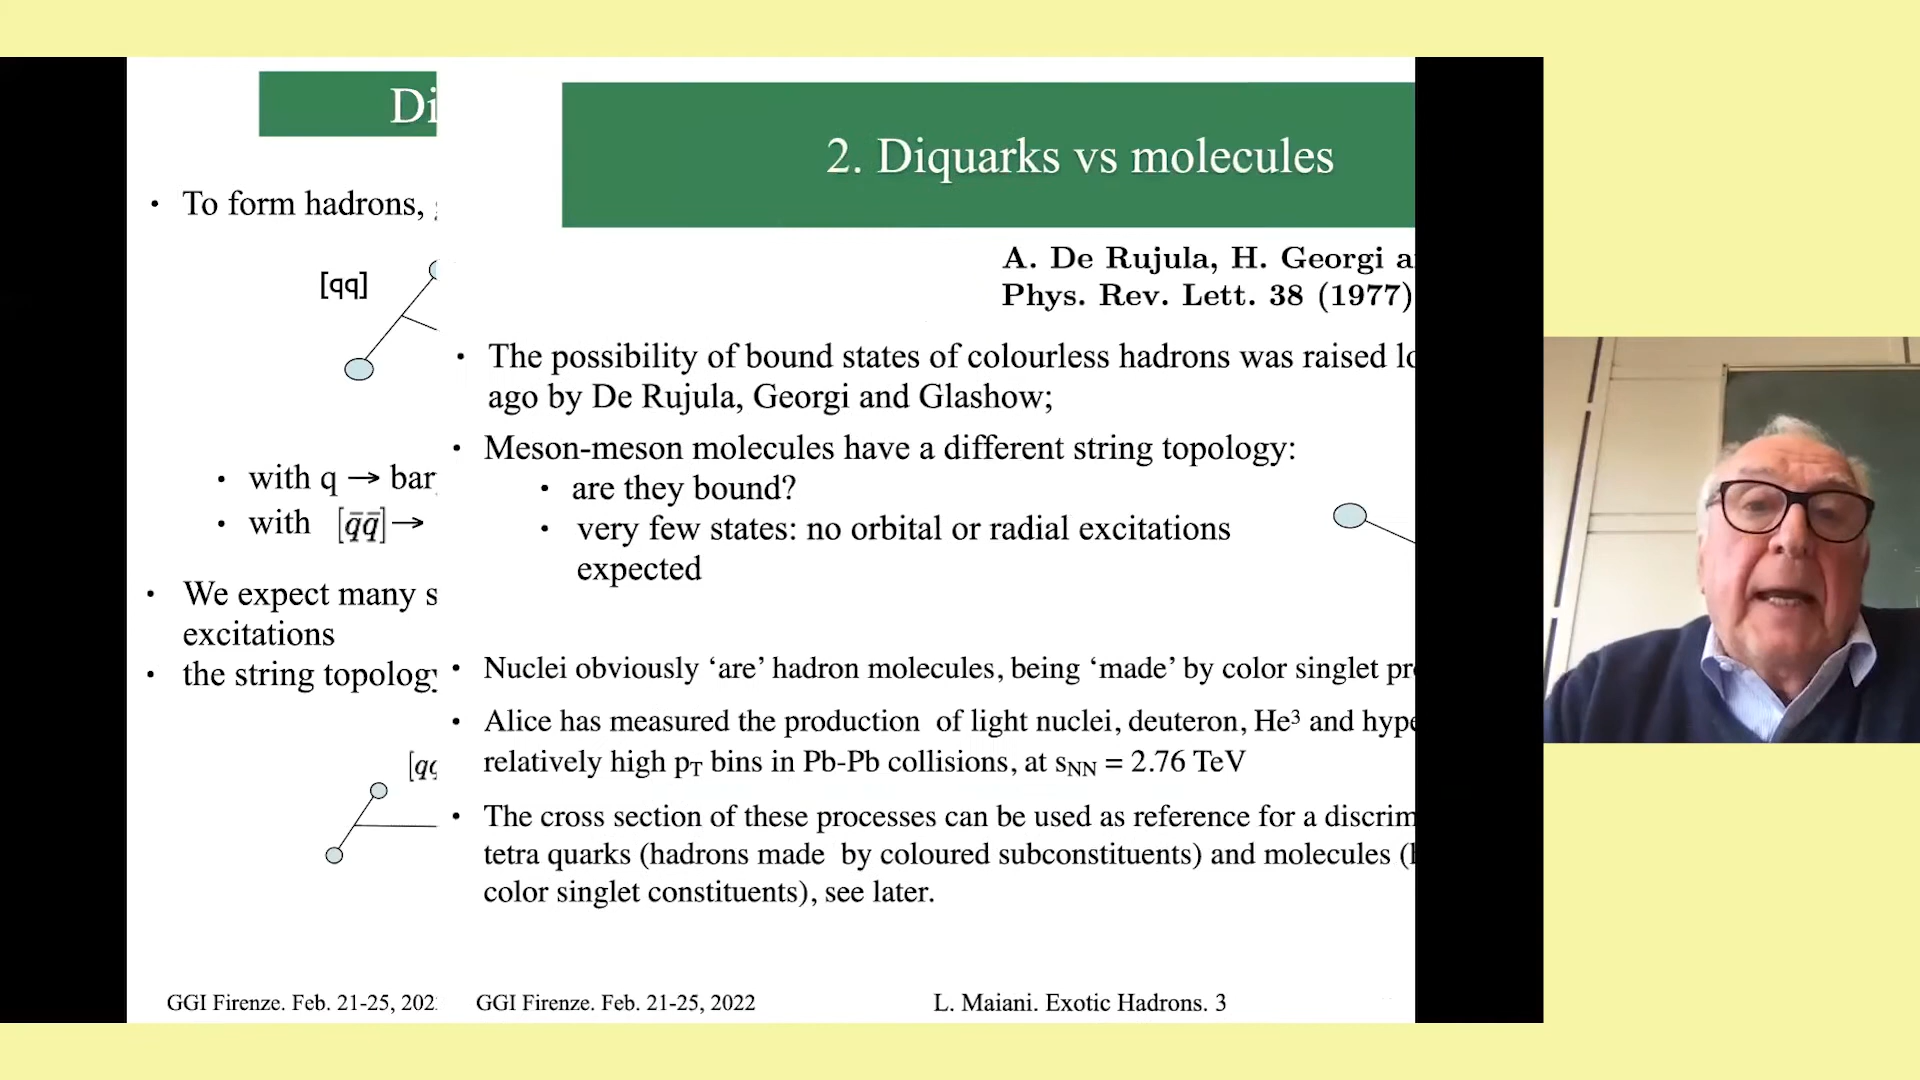 Di
• To form hadrons,
[qq]
• with q → bar
• with [q̄q̄] →
• We expect many s
excitations
• the string topology
[qq
GGI Firenze. Feb. 21-25, 202
2. Diquarks vs molecules
A. De Rujula, H. Georgi a
Phys. Rev. Lett. 38 (1977)
• The possibility of bound states of colourless hadrons was raised lo
ago by De Rujula, Georgi and Glashow;
• Meson-meson molecules have a different string topology:
• are they bound?
• very few states: no orbital or radial excitations
expected
• Nuclei obviously ‘are’ hadron molecules, being ‘made’ by color singlet pr
• Alice has measured the production of light nuclei, deuteron, He³ and hype
relatively high pT bins in Pb-Pb collisions, at sNN = 2.76 TeV
• The cross section of these processes can be used as reference for a discrim
tetra quarks (hadrons made by coloured subconstituents) and molecules (
color singlet constituents), see later.
GGI Firenze. Feb. 21-25, 2022
L. Maiani. Exotic Hadrons. 3